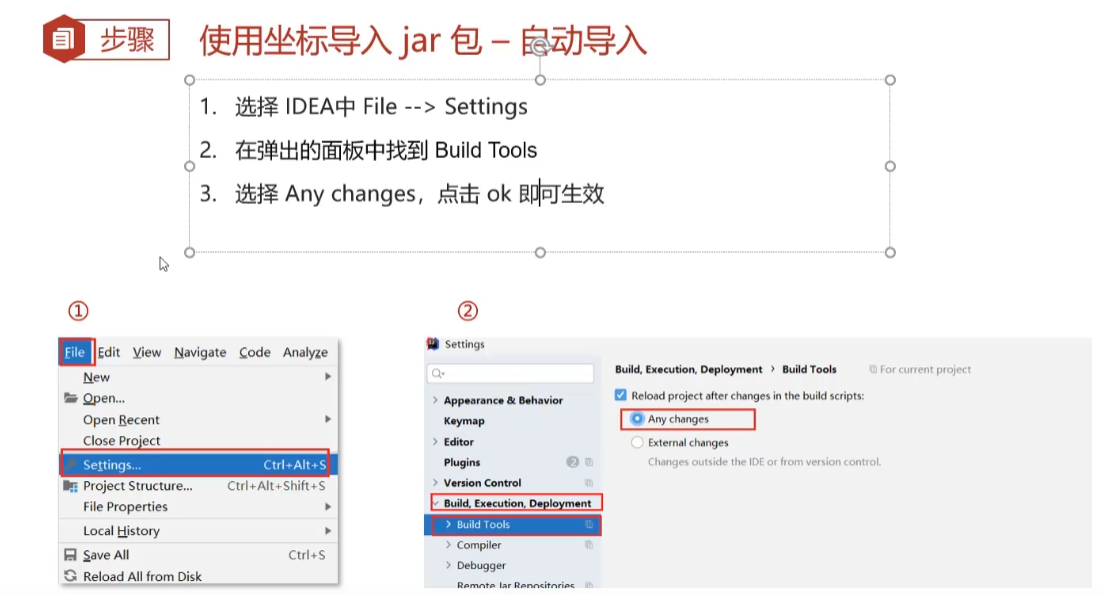 步骤
使用坐标导入 jar 包 – 自动导入
1. 选择 IDEA中 File --> Settings
2. 在弹出的面板中找到 Build Tools
3. 选择 Any changes，点击 ok 即可生效
①
File Edit View Navigate Code Analyze
New
Open...
Open Recent
Close Project
Settings... Ctrl+Alt+S
Project Structure... Ctrl+Alt+Shift+S
File Properties
Local History
Save All Ctrl+S
Reload All from Disk
②
Settings
Appearance & Behavior
Keymap
Editor
Plugins 2
Version Control
Build, Execution, Deployment
Build Tools
Compiler
Debugger
Remote Jar Repositories
Build, Execution, Deployment › Build Tools For current project
Reload project after changes in the build scripts:
Any changes
External changes
Changes outside the IDE or from version control.